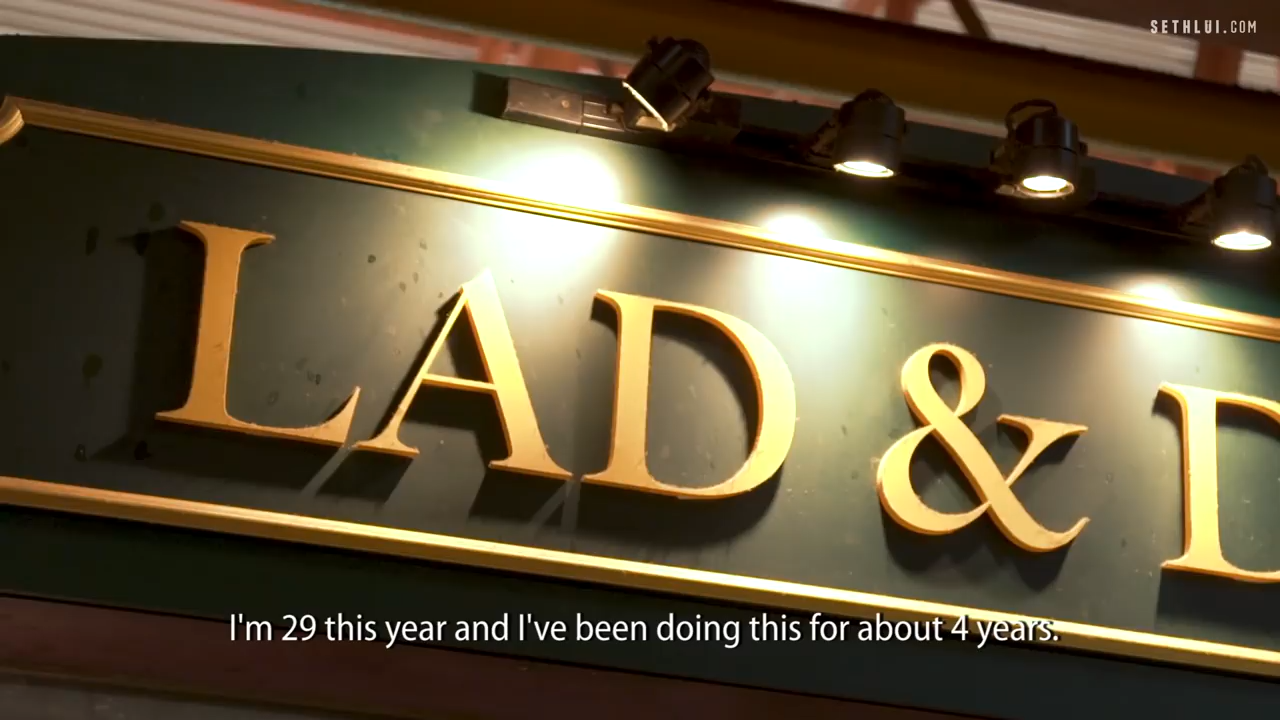 SETHLUI.COM
LAD & D
I'm 29 this year and I've been doing this for about 4 years.